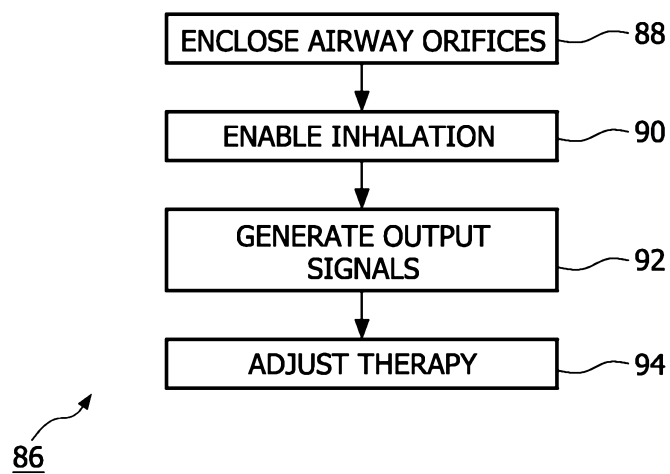 ENCLOSE AIRWAY ORIFICES
88
ENABLE INHALATION
90
GENERATE OUTPUT
SIGNALS
92
ADJUST THERAPY
94
86